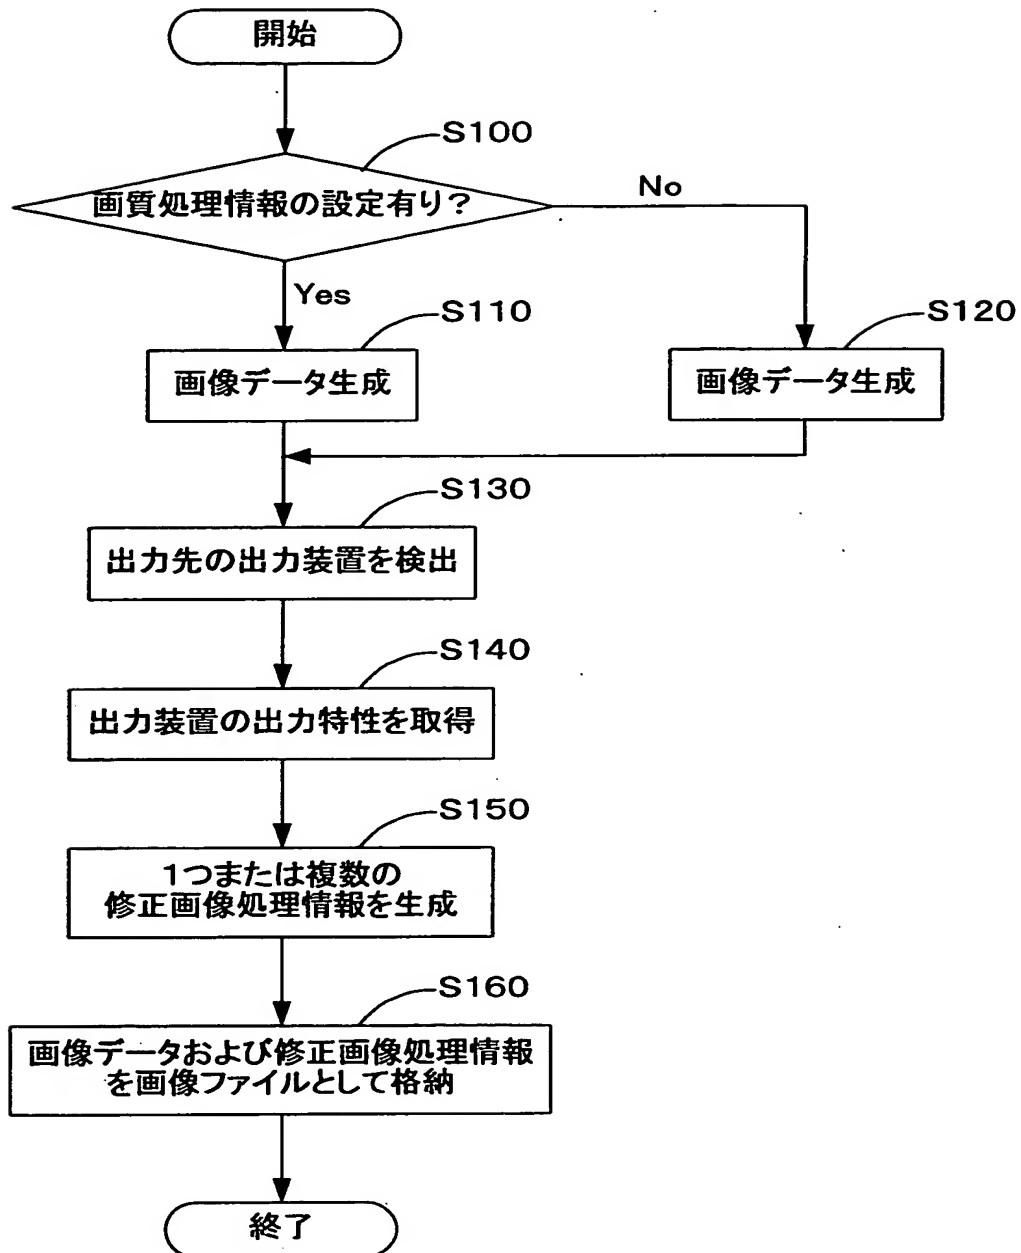 開始
S100
画質処理情報の設定有り?
No
Yes
S110
画像データ生成
S120
画像データ生成
S130
出力先の出力装置を検出
S140
出力装置の出力特性を取得
S150
1つまたは複数の
修正画像処理情報を生成
S160
画像データおよび修正画像処理情報
を画像ファイルとして格納
終了